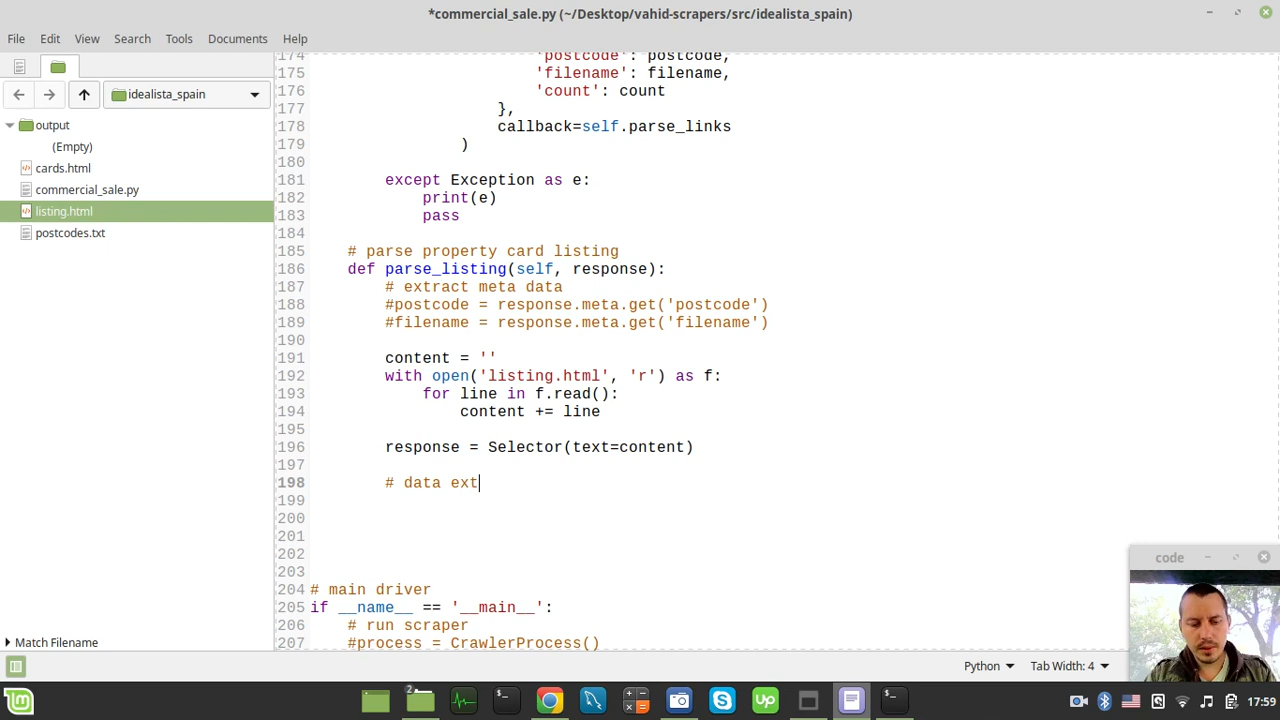 *commercial_sale.py (~/Desktop/vahid-scrapers/src/idealista_spain)
File Edit View Search Tools Documents Help
idealista_spain
output
(Empty)
cards.html
commercial_sale.py
listing.html
postcodes.txt
Match Filename
174 'postcode': postcode,
175 'filename': filename,
176 'count': count
177 },
178 callback=self.parse_links
179 )
180
181 except Exception as e:
182 print(e)
183 pass
184
185 # parse property card listing
186 def parse_listing(self, response):
187 # extract meta data
188 #postcode = response.meta.get('postcode')
189 #filename = response.meta.get('filename')
190
191 content = ''
192 with open('listing.html', 'r') as f:
193 for line in f.read():
194 content += line
195
196 response = Selector(text=content)
197
198 # data ext
199
200
201
202
203
204 # main driver
205 if __name__ == '__main__':
206 # run scraper
207 #process = CrawlerProcess()
code
Python Tab Width: 4
2
Up
17:59